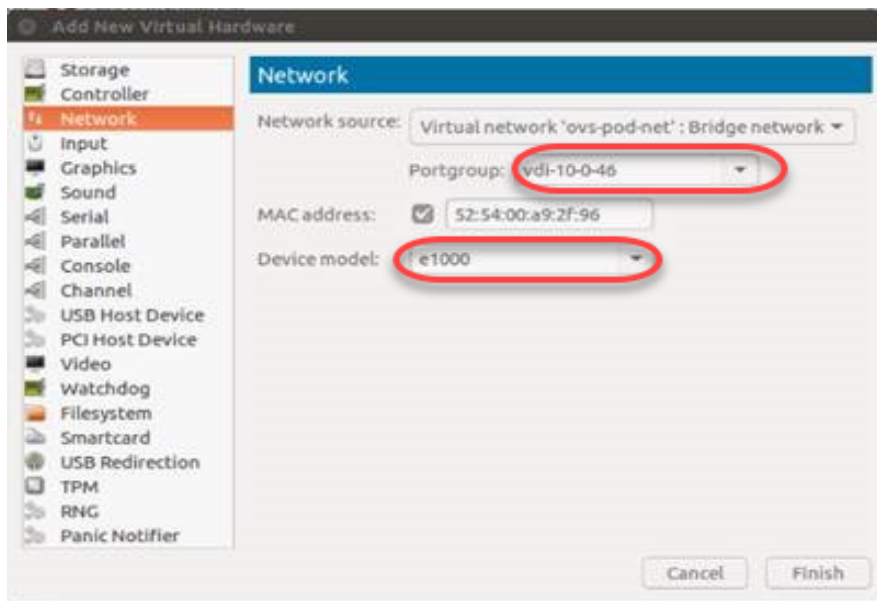 Add New Virtual Hardware
Storage
Controller
Network
Input
Graphics
Sound
Serial
Parallel
Console
Channel
USB Host Device
PCI Host Device
Video
Watchdog
Filesystem
Smartcard
USB Redirection
TPM
RNG
Panic Notifier
Network
Network source: Virtual network 'ovs-pod-net' : Bridge network
Portgroup: vdi-10-0-46
MAC address: 52:54:00:a9:2f:96
Device model: e1000
Cancel Finish